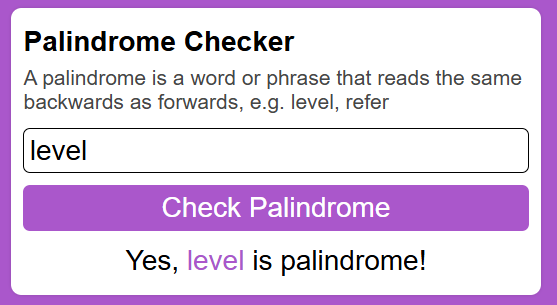 Palindrome Checker
A palindrome is a word or phrase that reads the same
backwards as forwards, e.g. level, refer
level
Check Palindrome
Yes, level is palindrome!